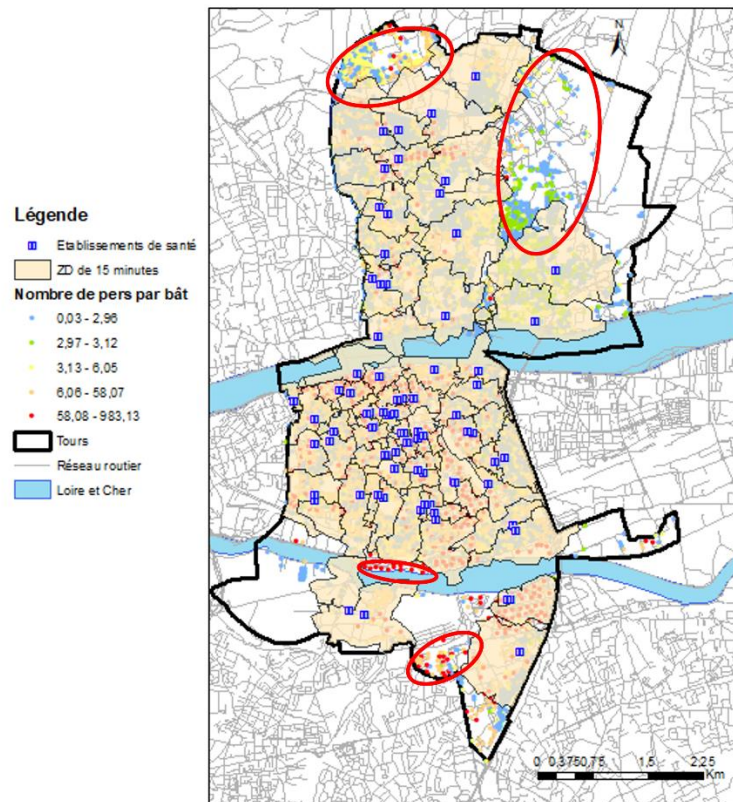 N
Légende
Etablissements de santé
ZD de 15 minutes
Nombre de pers par bât
0,03 - 2,96
2,97 - 3,12
3,13 - 6,05
6,06 - 58,07
58,08 - 983,13
Tours
Réseau routier
Loire et Cher
0 0,375 0,75 1,5 2,25
Km